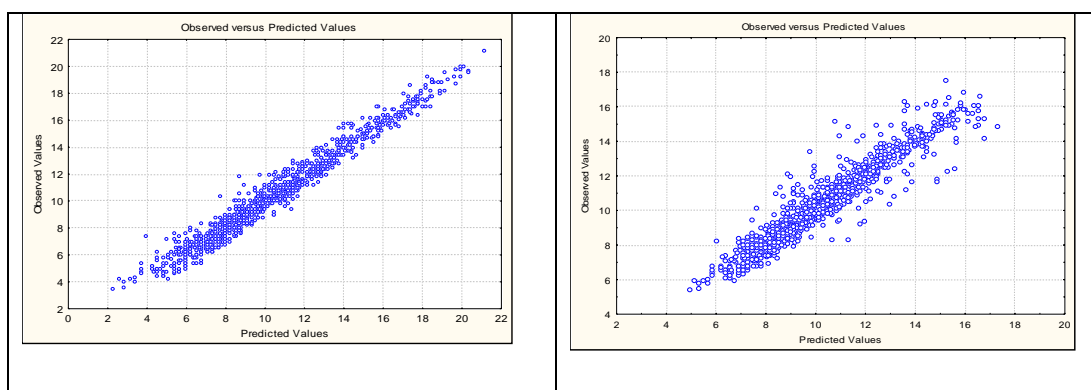 Observed versus Predicted Values
22
20
18
16
14
12
10
8
6
4
2
0 2 4 6 8 10 12 14 16 18 20 22
Observed Values
Predicted Values
Observed versus Predicted Values
20
18
16
14
12
10
8
6
4
2 4 6 8 10 12 14 16 18 20
Observed Values
Predicted Values